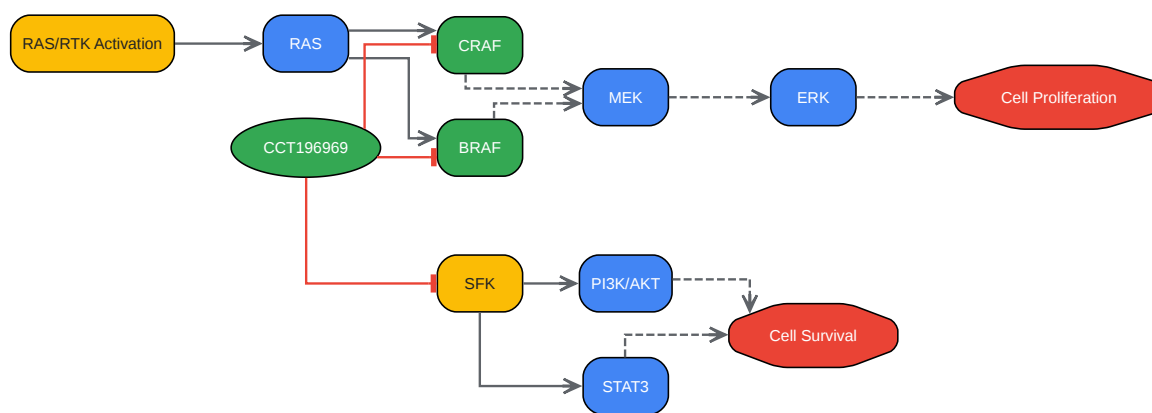 RAS/RTK Activation
RAS
CRAF
BRAF
CCT196969
MEK
ERK
Cell Proliferation
SFK
PI3K/AKT
STAT3
Cell Survival